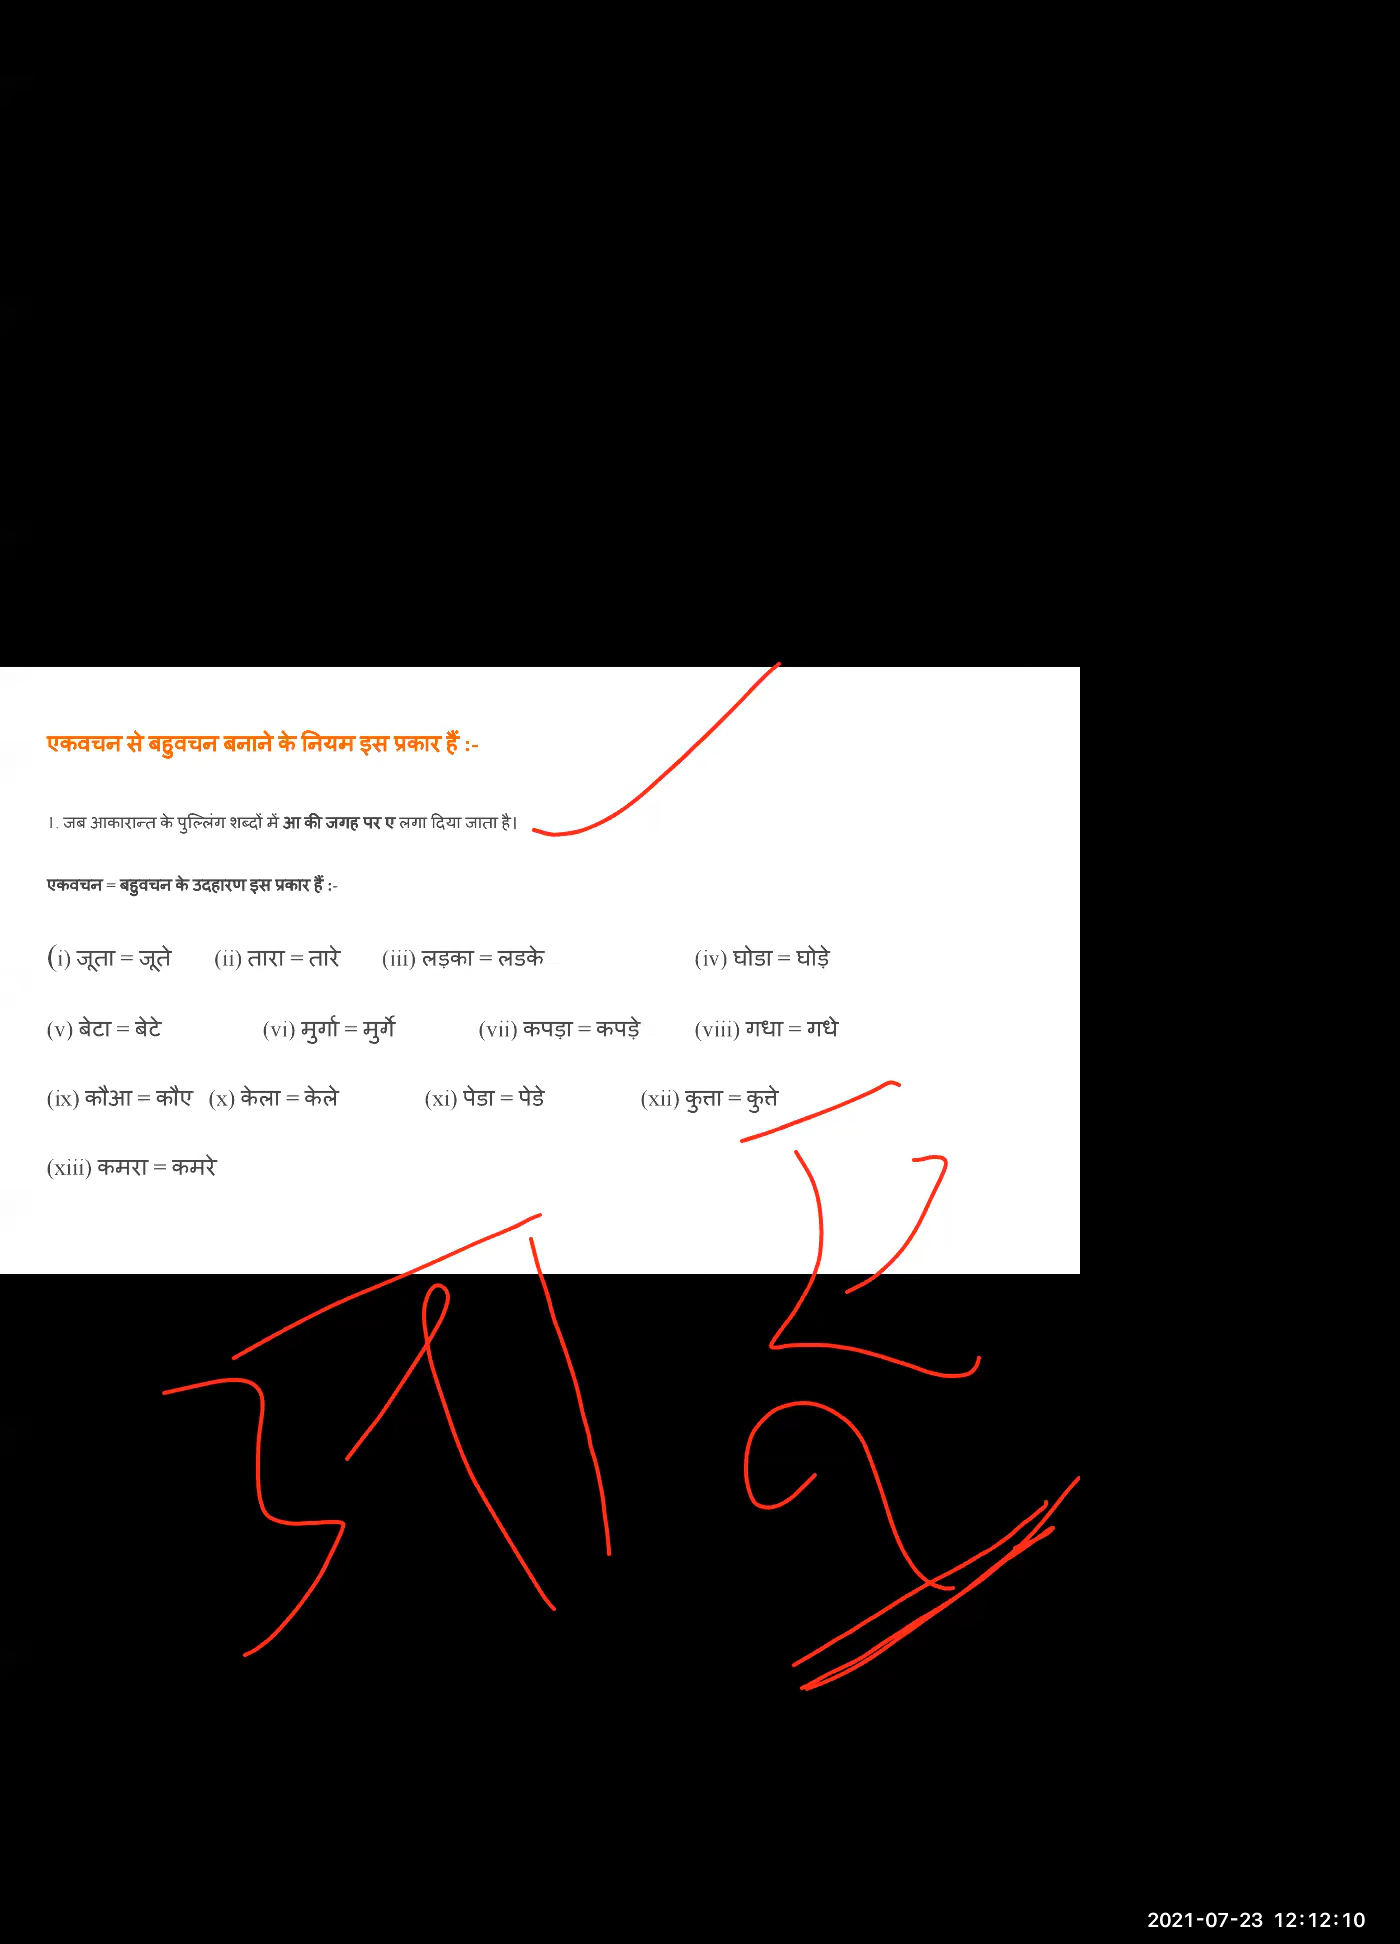 एकवचन से बहुवचन बनाने के नियम इस प्रकार हैं :-
1. जब आकारान्त के पुल्लिंग शब्दों में आ की जगह पर ए लगा दिया जाता है।
एकवचन = बहुवचन के उदहारण इस प्रकार हैं :-
(i) जूता = जूते (ii) तारा = तारे (iii) लड़का = लडके (iv) घोडा = घोड़े
(v) बेटा = बेटे (vi) मुर्गा = मुर्गे (vii) कपड़ा = कपड़े (viii) गधा = गधे
(ix) कौआ = कौए (x) केला = केले (xi) पेडा = पेडे (xii) कुत्ता = कुत्ते
(xiii) कमरा = कमरे
2021-07-23 12:12:10